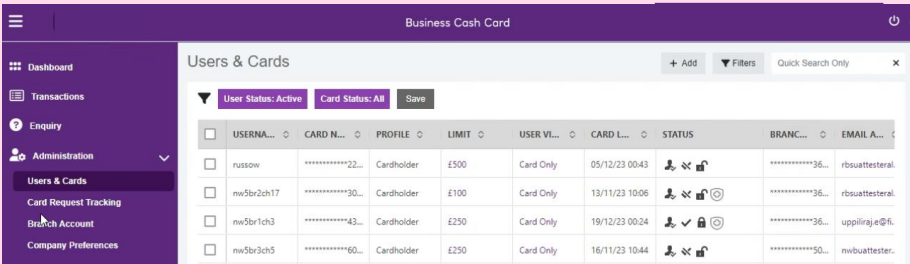 Business Cash Card
Dashboard
Transactions
Enquiry
Administration
Users & Cards
Card Request Tracking
Branch Account
Company Preferences
Users & Cards
+ Add
Filters
Quick Search Only x
User Status: Active Card Status: All Save
USERNA... CARD N... PROFILE LIMIT USER VI... CARD L... STATUS BRANC... EMAIL A...
russow ************22... Cardholder £500 Card Only 05/12/23 00:43 ************36... rbsuattesteral.
nw5br2ch17 ************30... Cardholder £100 Card Only 13/11/23 10:06 ************36... rbsuattesteral.
nw5br1ch3 ************43... Cardholder £250 Card Only 19/12/23 00:24 ************36... uppiliraj.e@fi.
nw5br3ch5 ************60... Cardholder £250 Card Only 16/11/23 10:44 ************50... nwbuattester..